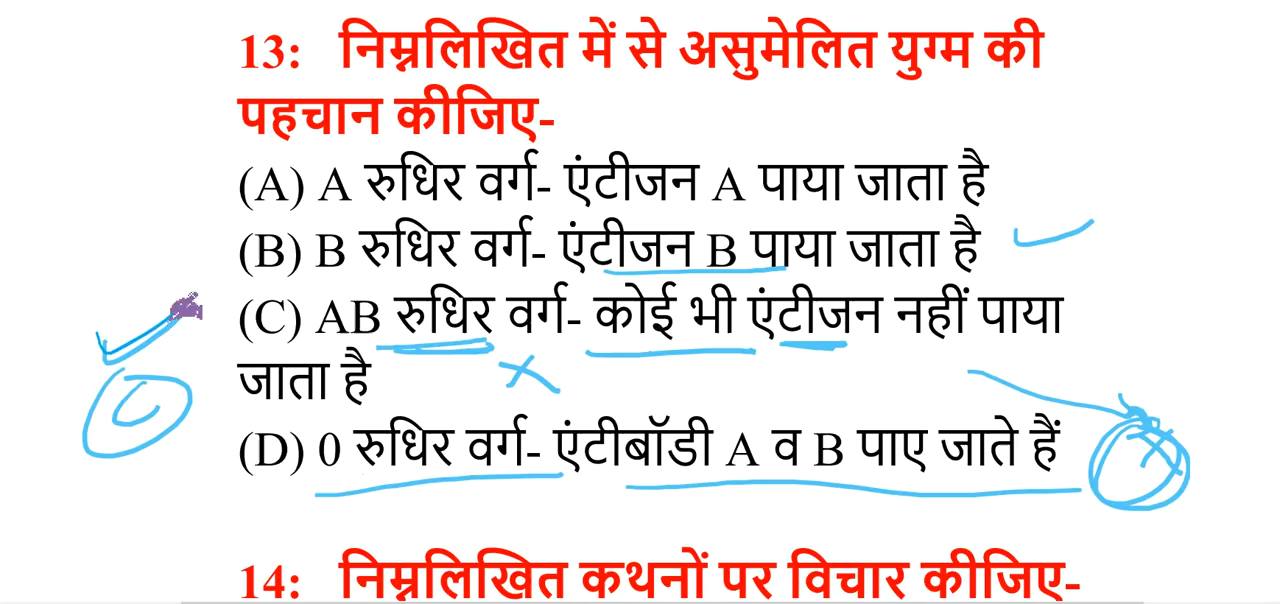 13: निम्नलिखित में से असुमेलित युग्म की
पहचान कीजिए-
(A) A रुधिर वर्ग- एंटीजन A पाया जाता है
(B) B रुधिर वर्ग- एंटीजन B पाया जाता है
(C) AB रुधिर वर्ग- कोई भी एंटीजन नहीं पाया
जाता है
(D) 0 रुधिर वर्ग- एंटीबॉडी A व B पाए जाते हैं
14: निम्नलिखित कथनों पर विचार कीजिए-